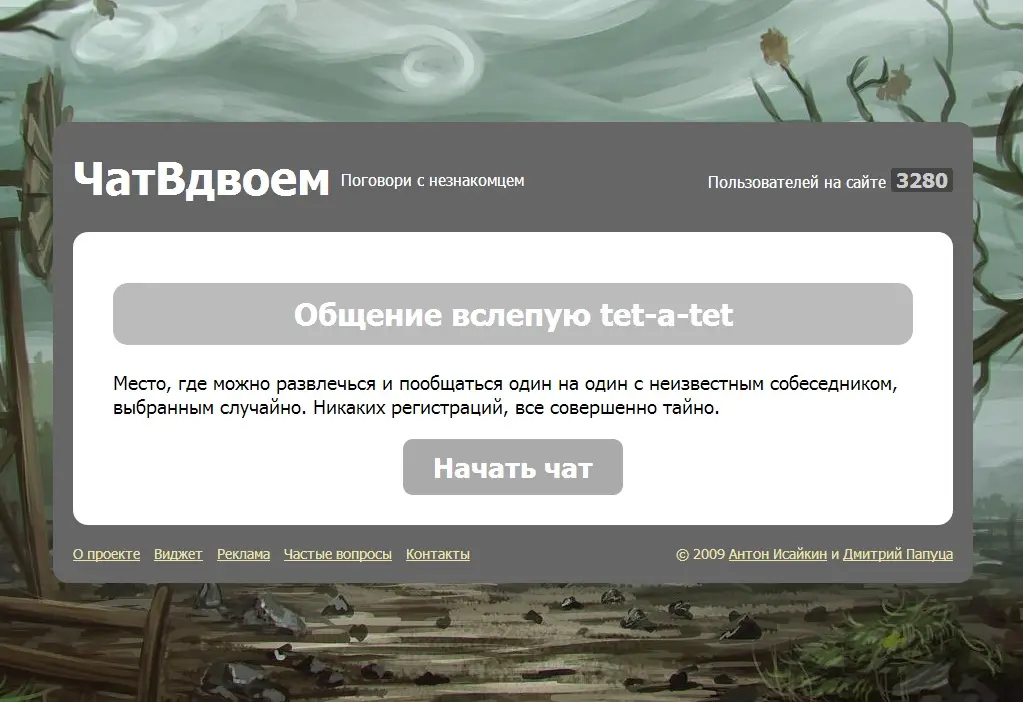 ЧатВдвоем Поговори с незнакомцем Пользователей на сайте 3280
Общение вслепую tet-a-tet
Место, где можно развлечься и пообщаться один на один с неизвестным собеседником,
выбранным случайно. Никаких регистраций, все совершенно тайно.
Начать чат
О проекте Виджет Реклама Частые вопросы Контакты © 2009 Антон Исайкин и Дмитрий Папуца